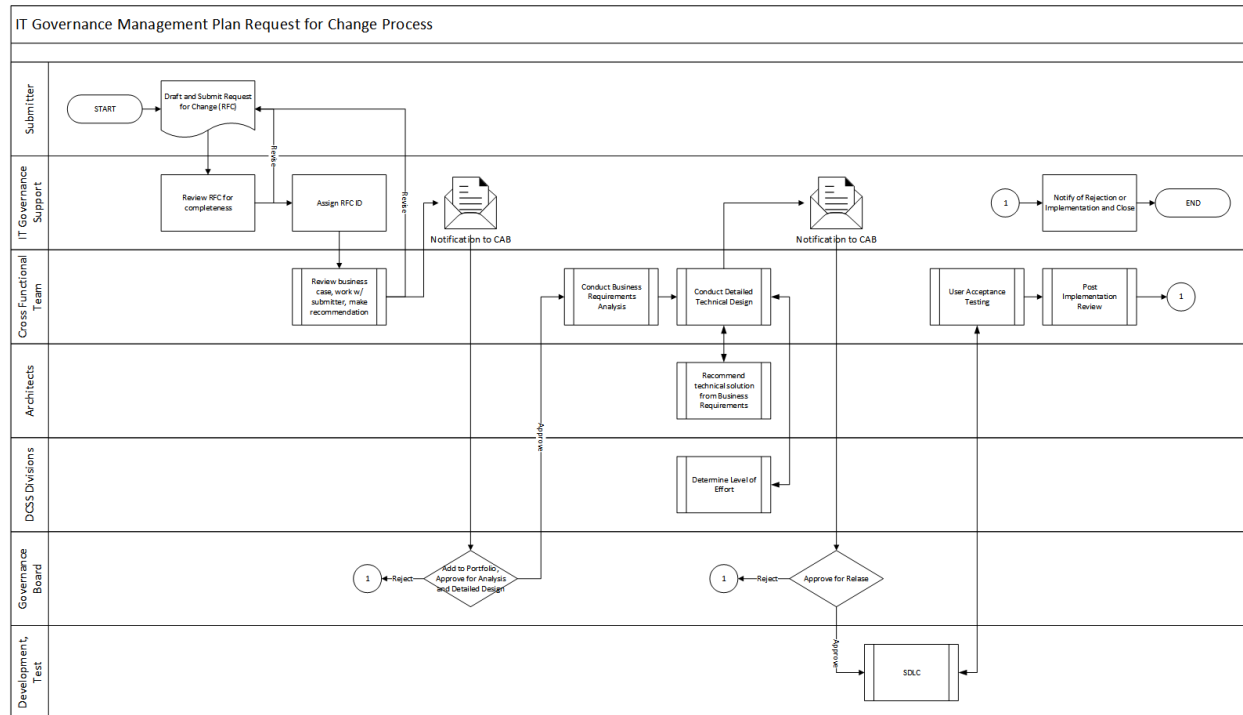 IT Governance Management Plan Request for Change Process
Submitter
START
Draft and Submit Request
for Change (RFC)
Revise
Revise
IT Governance
Support
Review RFC for
completeness
Assign RFC ID
Notification to CAB
Notification to CAB
1
Notify of Rejection or
Implementation and Close
END
Cross Functional
Team
Review business
case, work w/
submitter, make
recommendation
Conduct Business
Requirements
Analysis
Conduct Detailed
Technical Design
User Acceptance
Testing
Post
Implementation
Review
1
Architects
Recommend
technical solution
from Business
Requirements
Approve
DCSS Divisions
Determine Level of
Effort
Governance
Board
1
Reject
Add to Portfolio,
Approve for Analysis
and Detailed Design
1
Reject
Approve for Relase
Development,
Test
Approve
SDLC